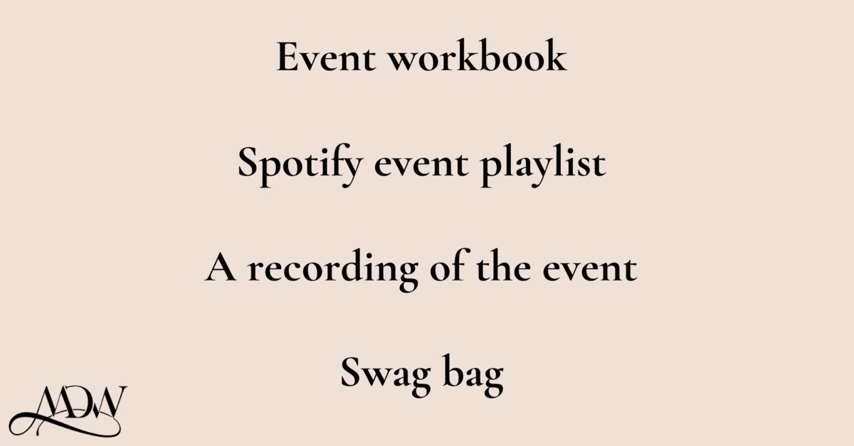 Event workbook
Spotify event playlist
A recording of the event
Swag bag
MDW